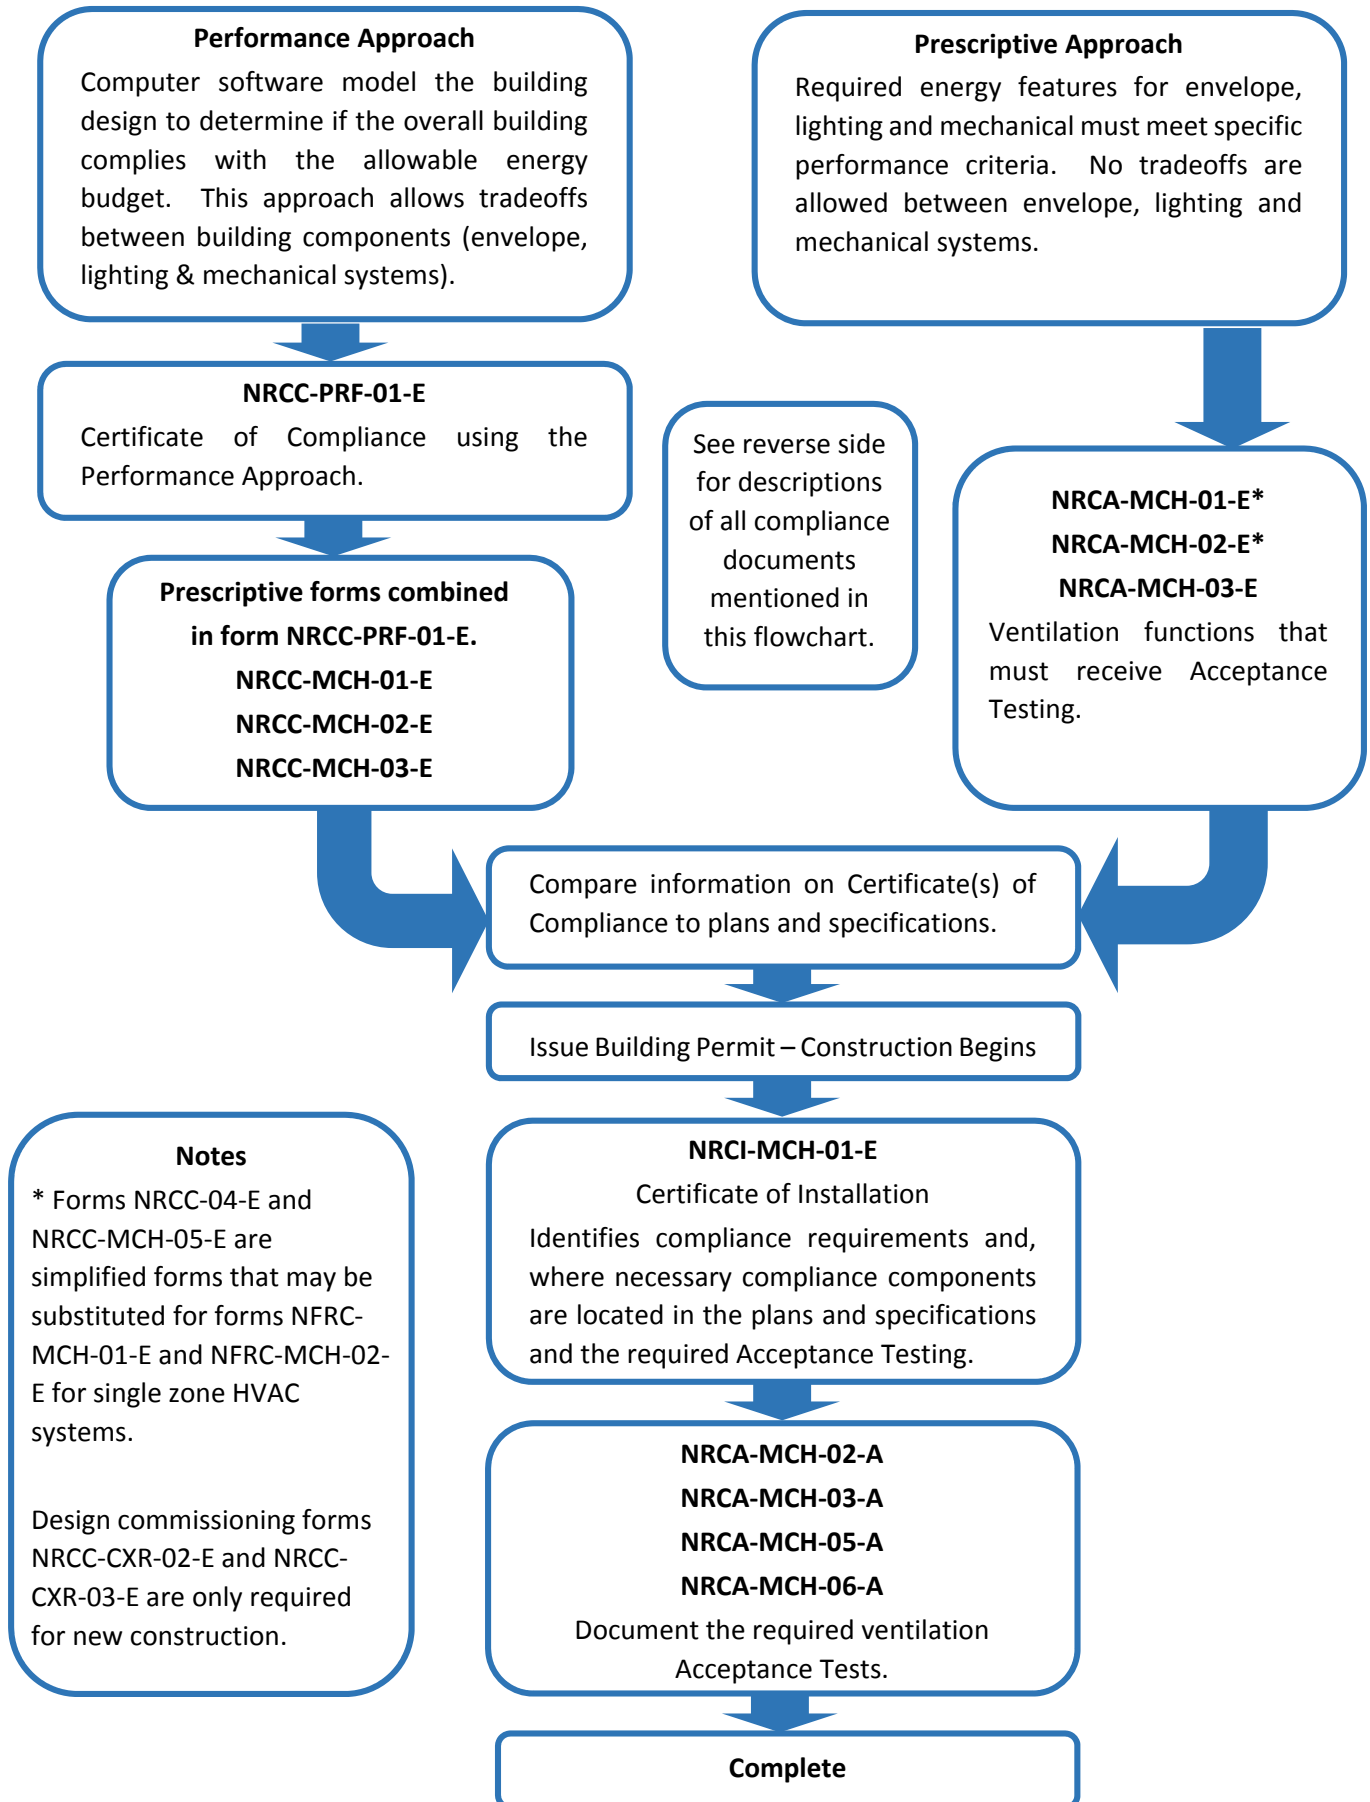 Performance Approach
Computer software model the building
design to determine if the overall building
complies with the allowable energy
budget. This approach allows tradeoffs
between building components (envelope,
lighting & mechanical systems).
Prescriptive Approach
Required energy features for envelope,
lighting and mechanical must meet specific
performance criteria. No tradeoffs are
allowed between envelope, lighting and
mechanical systems.
NRCC-PRF-01-E
Certificate of Compliance using the
Performance Approach.
See reverse side
for descriptions
of all compliance
documents
mentioned in
this flowchart.
NRCA-MCH-01-E*
NRCA-MCH-02-E*
NRCA-MCH-03-E
Ventilation functions that
must receive Acceptance
Testing.
Prescriptive forms combined
in form NRCC-PRF-01-E.
NRCC-MCH-01-E
NRCC-MCH-02-E
NRCC-MCH-03-E
Compare information on Certificate(s) of
Compliance to plans and specifications.
Issue Building Permit – Construction Begins
NRCI-MCH-01-E
Certificate of Installation
Identifies compliance requirements and,
where necessary compliance components
are located in the plans and specifications
and the required Acceptance Testing.
Notes
* Forms NRCC-04-E and
NRCC-MCH-05-E are
simplified forms that may be
substituted for forms NFRC-
MCH-01-E and NFRC-MCH-02-
E for single zone HVAC
systems.
Design commissioning forms
NRCC-CXR-02-E and NRCC-
CXR-03-E are only required
for new construction.
NRCA-MCH-02-A
NRCA-MCH-03-A
NRCA-MCH-05-A
NRCA-MCH-06-A
Document the required ventilation
Acceptance Tests.
Complete